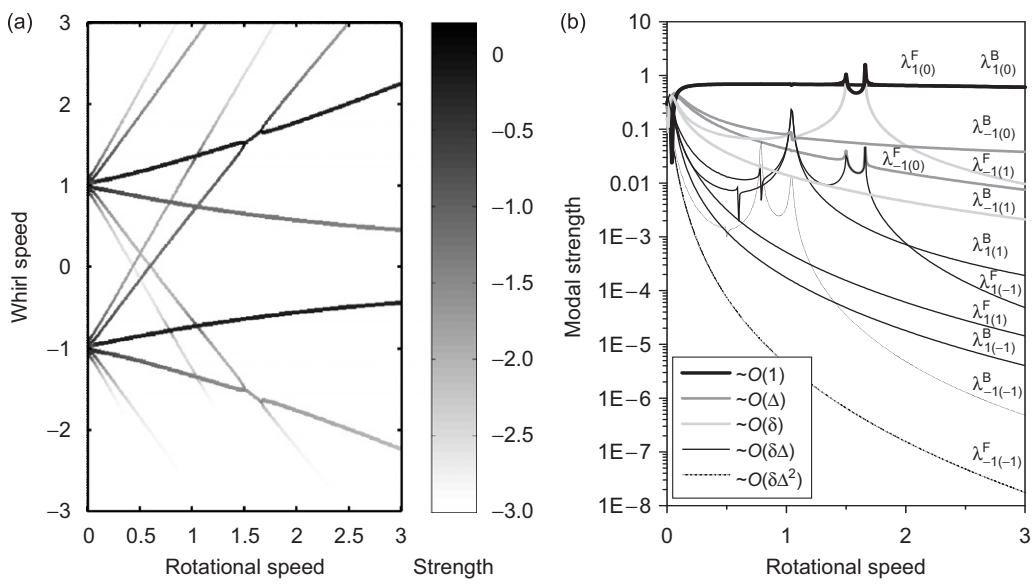 (a)
3
2
1
0
−1
−2
−3
Whirl speed
0 0.5 1 1.5 2 2.5 3
Rotational speed
0
−0.5
−1.0
−1.5
−2.0
−2.5
−3.0
Strength
(b)
10
1
0.1
0.01
1E−3
1E−4
1E−5
1E−6
1E−7
1E−8
Modal strength
0 1 2 3
Rotational speed
λ^F_1(0) λ^B_1(0)
λ^B_−1(0)
λ^F_−1(1)
λ^F_−1(0)
λ^B_−1(1)
λ^B_1(1)
λ^F_1(−1)
λ^F_1(1)
λ^B_1(−1)
λ^B_−1(−1)
λ^F_−1(−1)
~O(1)
~O(Δ)
~O(δ)
~O(δΔ)
~O(δΔ²)